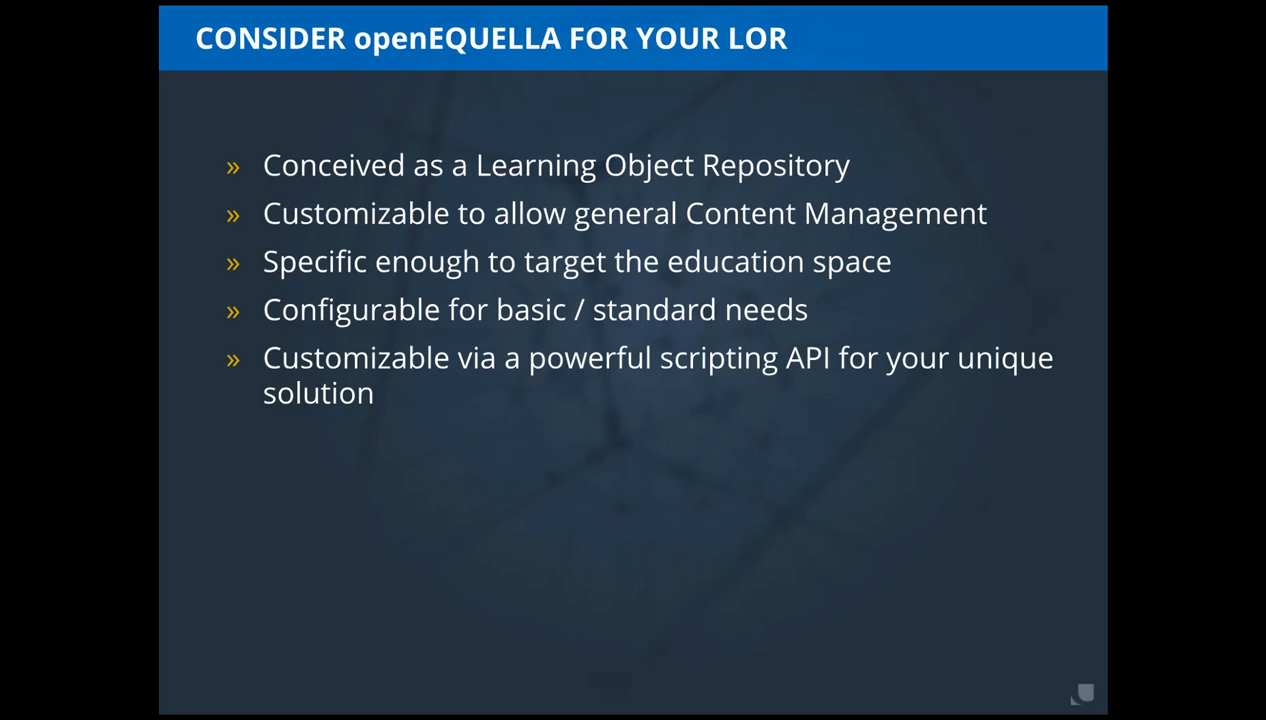 CONSIDER openEQUELLA FOR YOUR LOR
» Conceived as a Learning Object Repository
» Customizable to allow general Content Management
» Specific enough to target the education space
» Configurable for basic / standard needs
» Customizable via a powerful scripting API for your unique
solution